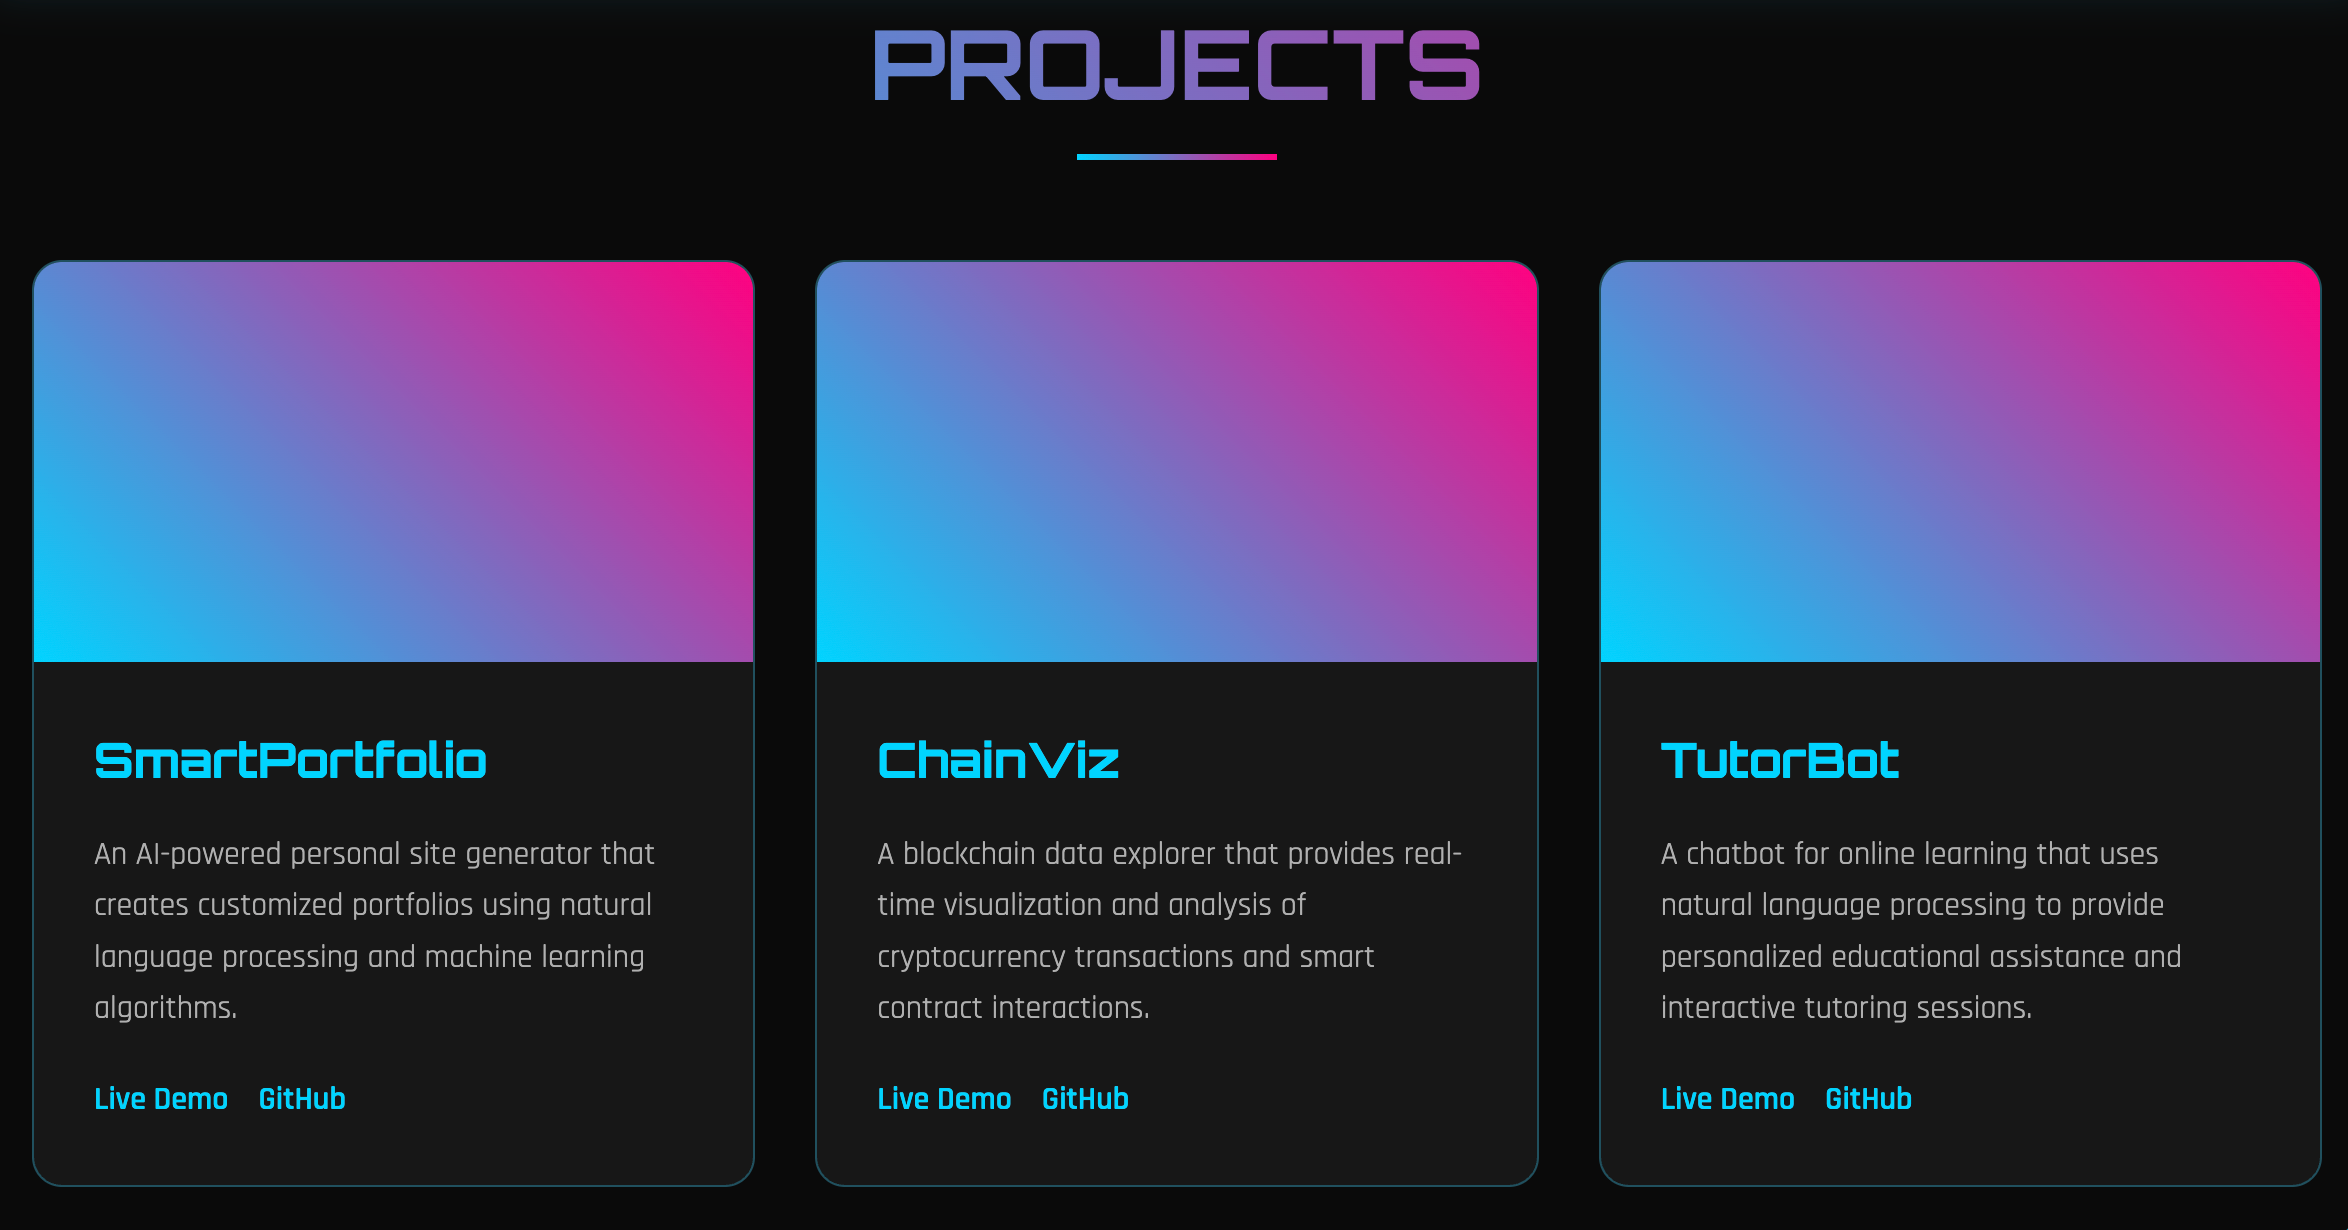 PROJECTS
SmartPortfolio
An AI-powered personal site generator that
creates customized portfolios using natural
language processing and machine learning
algorithms.
Live Demo GitHub
ChainViz
A blockchain data explorer that provides real-
time visualization and analysis of
cryptocurrency transactions and smart
contract interactions.
Live Demo GitHub
TutorBot
A chatbot for online learning that uses
natural language processing to provide
personalized educational assistance and
interactive tutoring sessions.
Live Demo GitHub